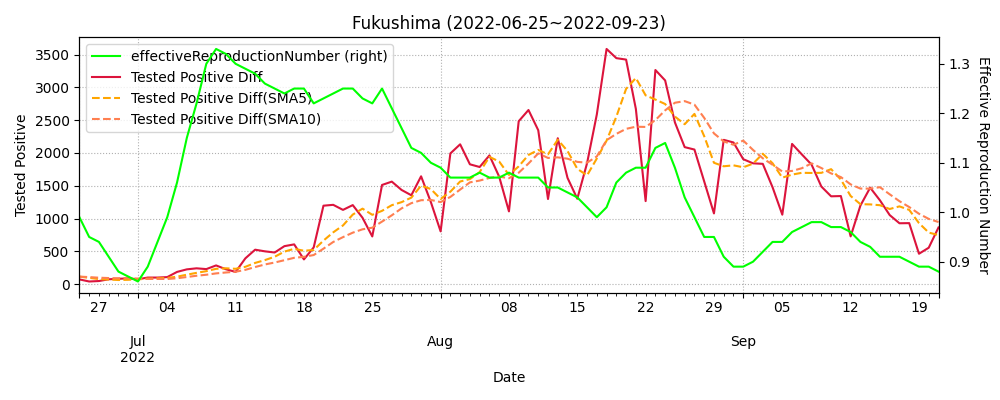 Fukushima (2022-06-25~2022-09-23)
effectiveReproductionNumber (right)
Tested Positive Diff
Tested Positive Diff(SMA5)
Tested Positive Diff(SMA10)
Tested Positive
3500
3000
2500
2000
1500
1000
500
0
1.3
1.2
1.1
1.0
0.9
Effective Reproduction Number
27 04 11 18 25 08 15 22 29 05 12 19
Jul Aug Sep
2022
Date